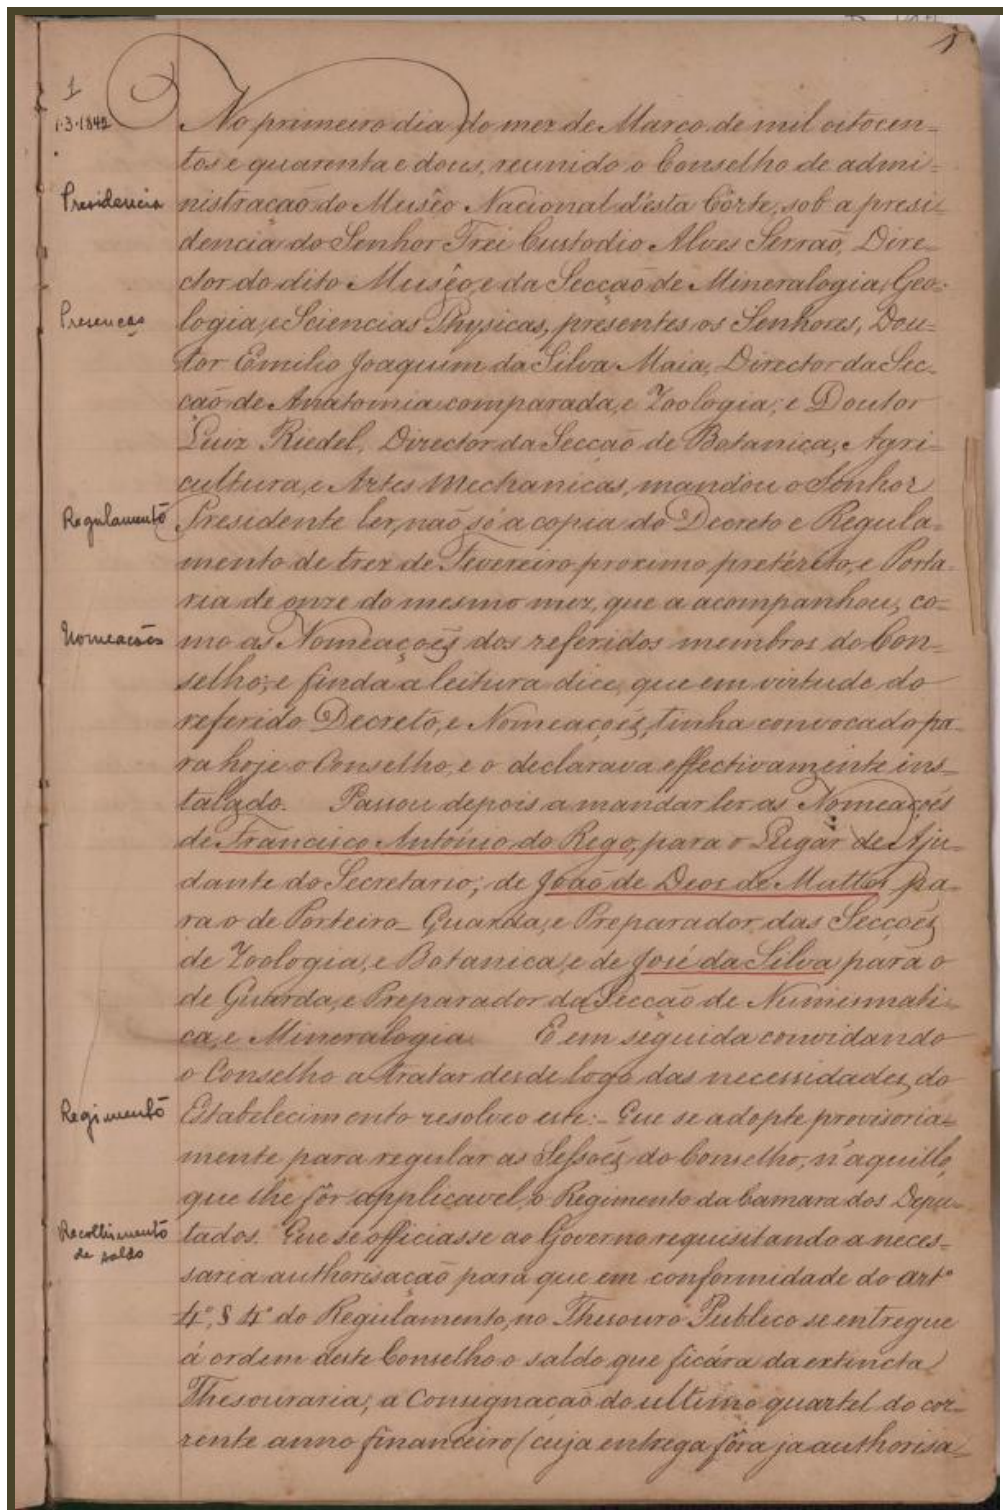 1
1
1·3·1842
No primeiro dia do mez de Março de mil oitocen=
tos e quarenta e dous, reunido o Conselho de admi=
Presidencia
nistração do Musêo Nacional d'esta Côrte, sob a presi=
dencia do Senhor Frei Custodio Alves Serrão, Dire=
ctor do dito Musêo, e da Secção de Mineralogia, Geo=
Presenças
logia, e Sciencias Physicas, presentes os Senhores, Dou=
tor Emilio Joaquim da Silva Maia, Director da Sec=
ção de Anatomia comparada, e Zoologia; e Doutor
Luiz Riedel, Director da Secção de Botanica, Agri=
cultura, e Artes Mechanicas, mandou o Senhor
Regulamento
Presidente ler, não só a copia do Decreto e Regula=
mento de trez de Fevereiro proximo pretérito, e Porta=
ria de onze do mesmo mez, que a acompanhou, co=
Nomeações
mo as Nomeações dos referidos membros do Con=
selho; e finda a leitura dice, que em virtude do
referido Decreto, e Nomeações, tinha convocado pa=
ra hoje o Conselho, e o declarava effectivamente ins=
talado. Passou depois a mandar ler as Nomeações
de Francisco António do Rego, para o Lugar de Aju=
dante do Secretario; de João de Deos de Mattos, pa=
ra o de Porteiro_ Guarda, e Preparador das Secções
de Zoologia, e Botanica, e de José da Silva, para o
de Guarda, e Preparador da Secção de Numismati=
ca, e Mineralogia. E em seguida convidando
o Conselho a tratar desde logo das necessidades do
Regimento
Estabelecimento resolveo este:_ Que se adopte provisoria=
mente para regular as Sessões do Conselho, n'aquillo,
que lhe fôr applicavel, o Regimento da Camara dos Depu=
Recolhimento
de saldo
tados. Que se officiasse ao Governo requisitando a neces=
saria authorisação para que em conformidade do artº
4º, § 4º do Regulamento, no Thesouro Publico se entregue
á ordem deste Conselho o saldo que ficára da extincta
Thesouraria; a Consignação do ultimo quartel do cor=
rente anno financeiro (cuja entrega fôra ja authorisa=